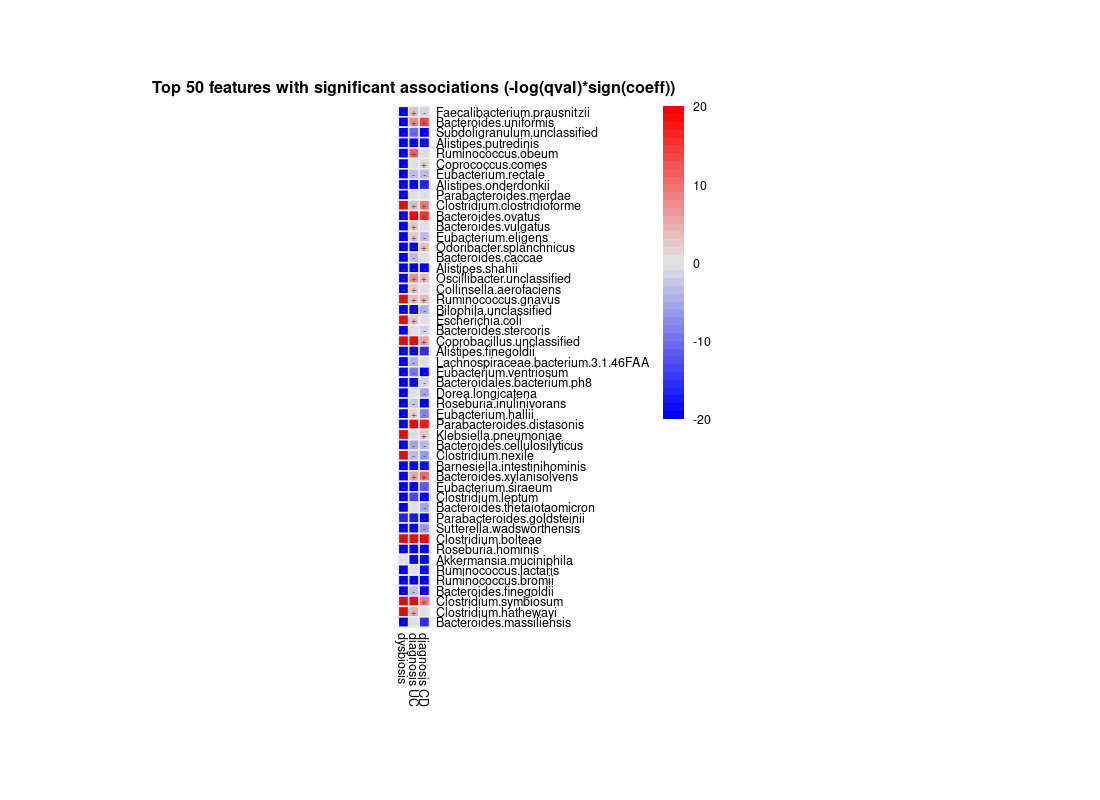 Top 50 features with significant associations (-log(qval)*sign(coeff))
Faecalibacterium.prausnitzii
Bacteroides.uniformis
Subdoligranulum.unclassified
Alistipes.putredinis
Ruminococcus.obeum
Coprococcus.comes
Eubacterium.rectale
Alistipes.onderdonkii
Parabacteroides.merdae
Clostridium.clostridioforme
Bacteroides.ovatus
Bacteroides.vulgatus
Eubacterium.eligens
Odoribacter.splanchnicus
Bacteroides.caccae
Alistipes.shahii
Oscillibacter.unclassified
Collinsella.aerofaciens
Ruminococcus.gnavus
Bilophila.unclassified
Escherichia.coli
Bacteroides.stercoris
Coprobacillus.unclassified
Alistipes.finegoldii
Lachnospiraceae.bacterium.3.1.46FAA
Eubacterium.ventriosum
Bacteroidales.bacterium.ph8
Dorea.longicatena
Roseburia.inulinivorans
Eubacterium.hallii
Parabacteroides.distasonis
Klebsiella.pneumoniae
Bacteroides.cellulosilyticus
Clostridium.nexile
Barnesiella.intestinihominis
Bacteroides.xylanisolvens
Eubacterium.siraeum
Clostridium.leptum
Bacteroides.thetaiotaomicron
Parabacteroides.goldsteinii
Sutterella.wadsworthensis
Clostridium.bolteae
Roseburia.hominis
Akkermansia.muciniphila
Ruminococcus.lactaris
Ruminococcus.bromii
Bacteroides.finegoldii
Clostridium.symbiosum
Clostridium.hathewayi
Bacteroides.massiliensis
dysbiosis
diagnosis UC
diagnosis CD
20
10
0
-10
-20